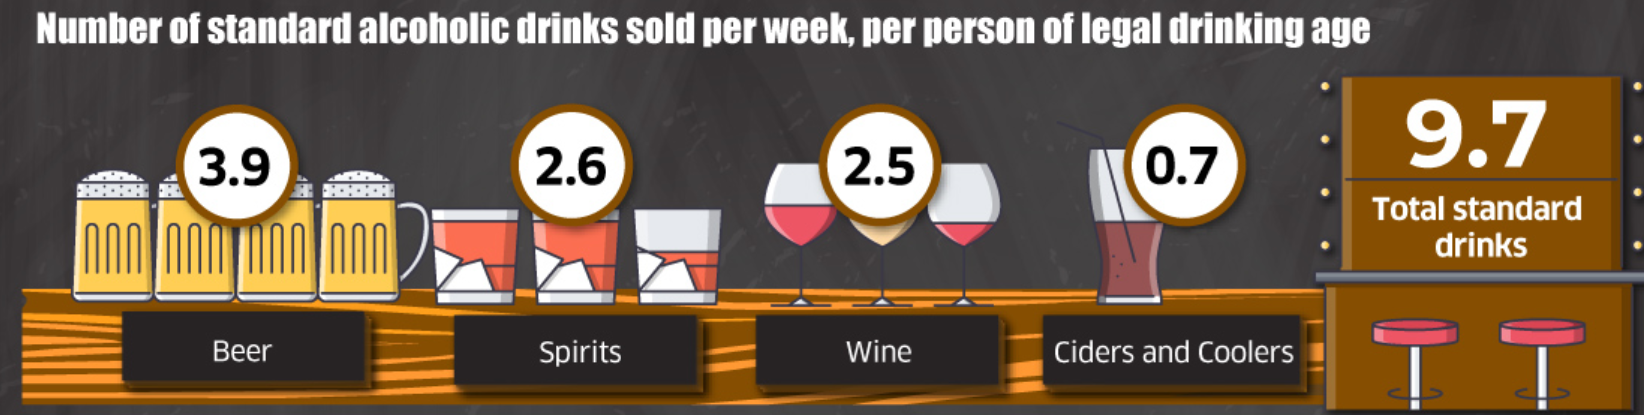 Number of standard alcoholic drinks sold per week, per person of legal drinking age
3.9
2.6
2.5
0.7
9.7
Total standard
drinks
Beer
Spirits
Wine
Ciders and Coolers